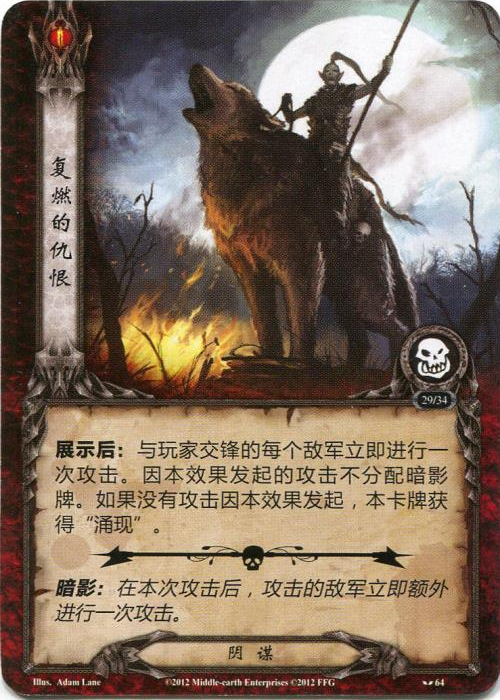 复燃的仇恨
29/34
展示后：与玩家交锋的每个敌军立即进行一
次攻击。因本效果发起的攻击不分配暗影
牌。如果没有攻击因本效果发起，本卡牌获
得“涌现”。
暗影：在本次攻击后，攻击的敌军立即额外
进行一次攻击。
阴谋
Illus. Adam Lane ©2012 Middle-earth Enterprises ©2012 FFG 64